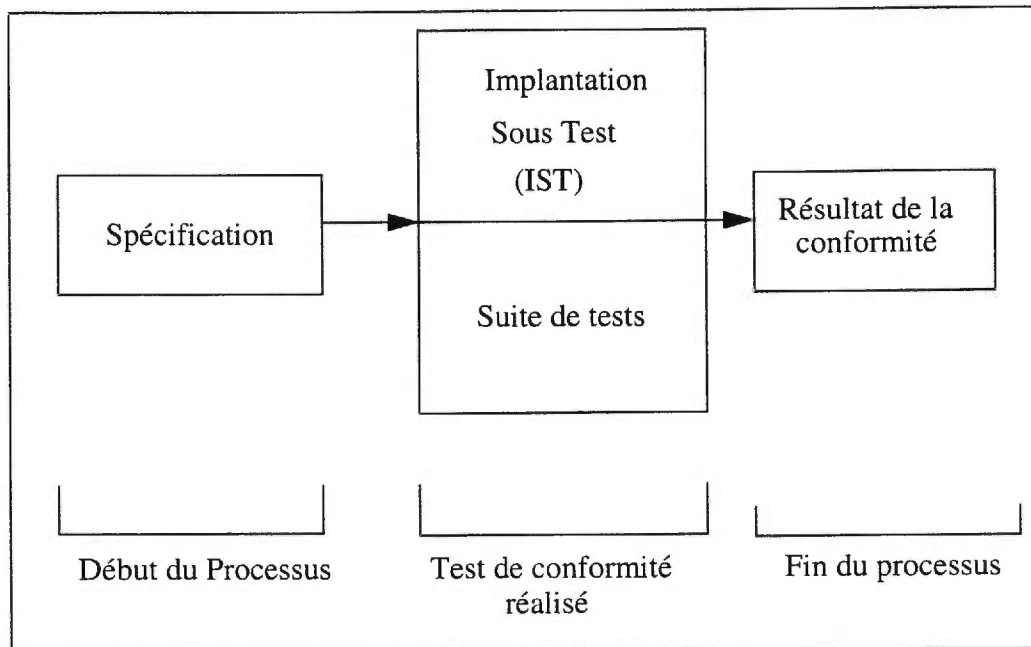 Implantation
Sous Test
(IST)
Spécification
Résultat de la
conformité
Suite de tests
Début du Processus
Test de conformité
réalisé
Fin du processus